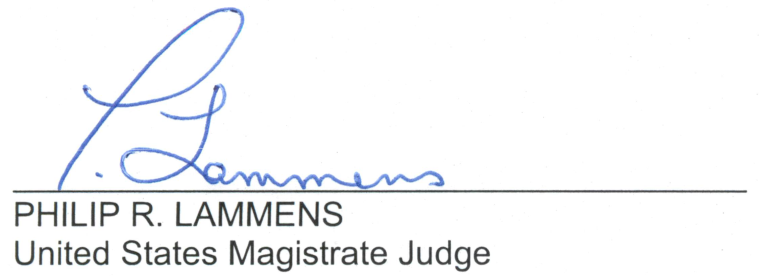 P. Lammens
PHILIP R. LAMMENS
United States Magistrate Judge